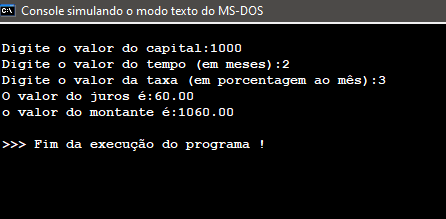 C:\ Console simulando o modo texto do MS-DOS
Digite o valor do capital:1000
Digite o valor do tempo (em meses):2
Digite o valor da taxa (em porcentagem ao mês):3
O valor do juros é:60.00
o valor do montante é:1060.00
>>> Fim da execução do programa !